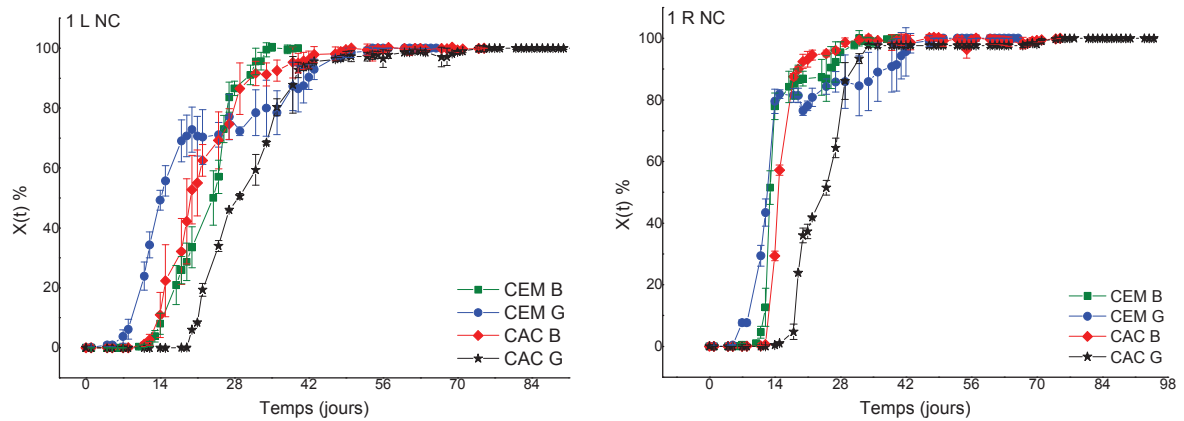 1 L NC
X(t) %
100
80
60
40
20
0
CEM B
CEM G
CAC B
CAC G
0 14 28 42 56 70 84
Temps (jours)
1 R NC
X(t) %
100
80
60
40
20
0
CEM B
CEM G
CAC B
CAC G
0 14 28 42 56 70 84 98
Temps (jours)